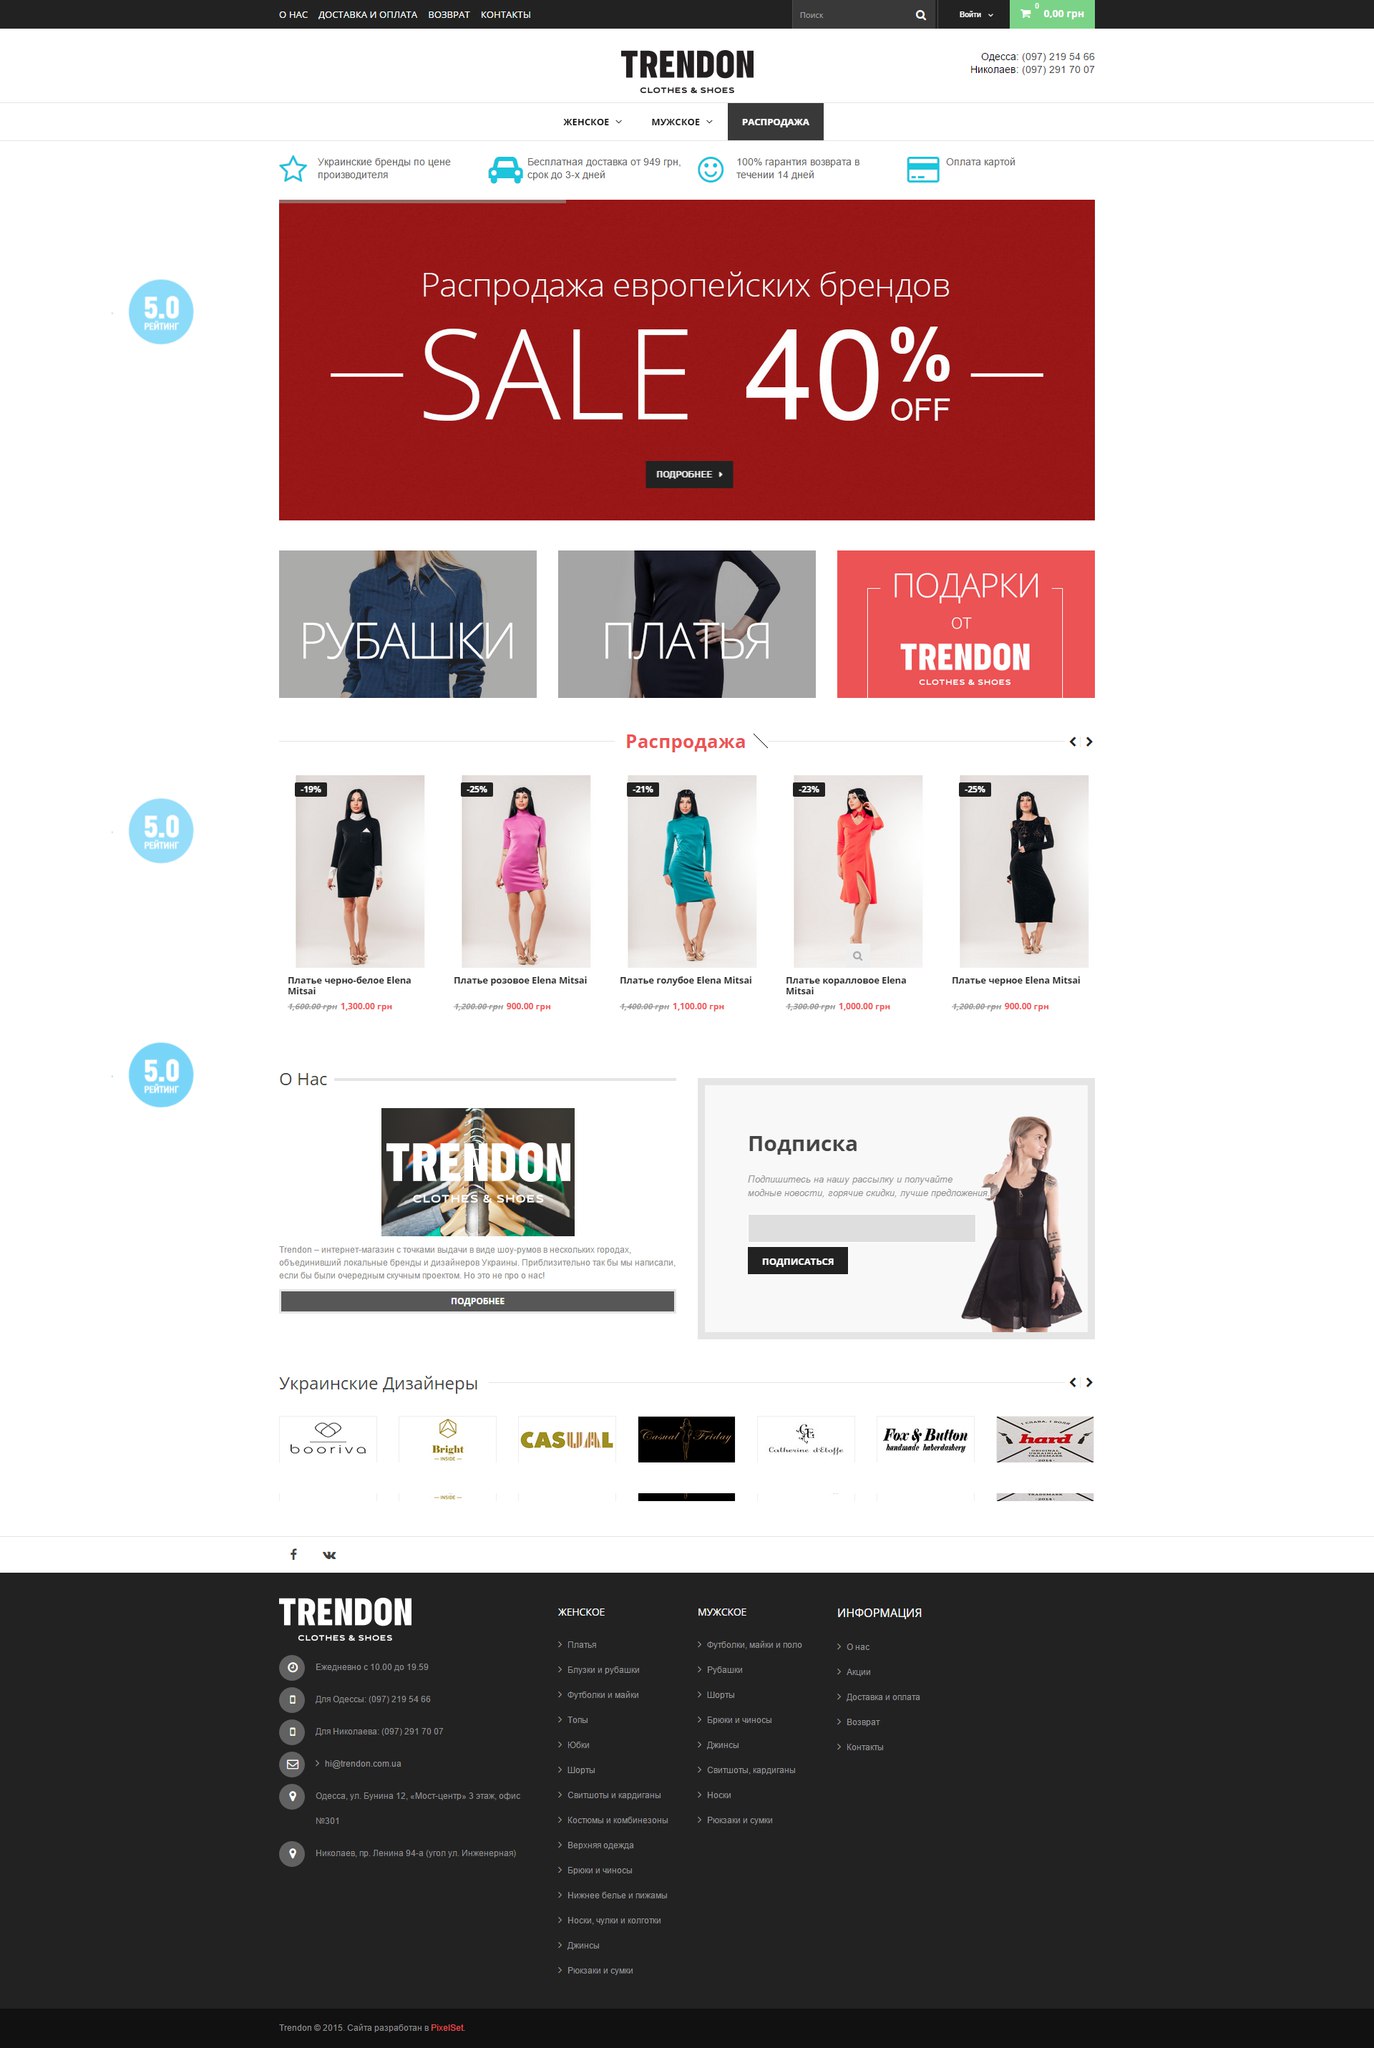 О НАС ДОСТАВКА И ОПЛАТА ВОЗВРАТ КОНТАКТЫ
Поиск
Войти
0
0,00 грн
TRENDON
CLOTHES & SHOES
Одесса: (097) 219 54 66
Николаев: (097) 291 70 07
ЖЕНСКОЕ МУЖСКОЕ РАСПРОДАЖА
Украинские бренды по цене
производителя
Бесплатная доставка от 949 грн,
срок до 3-х дней
100% гарантия возврата в
течении 14 дней
Оплата картой
Распродажа европейских брендов
SALE 40% OFF
ПОДРОБНЕЕ
5.0
РЕЙТИНГ
РУБАШКИ
ПЛАТЬЯ
ПОДАРКИ
ОТ
TRENDON
CLOTHES & SHOES
Распродажа
5.0
РЕЙТИНГ
-19%
Платье черно-белое Elena
Mitsai
1,600.00 грн 1,300.00 грн
-25%
Платье розовое Elena Mitsai
1,200.00 грн 900.00 грн
-21%
Платье голубое Elena Mitsai
1,400.00 грн 1,100.00 грн
-23%
Платье коралловое Elena
Mitsai
1,300.00 грн 1,000.00 грн
-25%
Платье черное Elena Mitsai
1,200.00 грн 900.00 грн
5.0
РЕЙТИНГ
О Нас
TRENDON
CLOTHES & SHOES
Trendon – интернет-магазин с точками выдачи в виде шоу-румов в нескольких городах,
объединивший локальные бренды и дизайнеров Украины. Приблизительно так бы мы написали,
если бы были очередным скучным проектом. Но это не про о нас!
ПОДРОБНЕЕ
Подписка
Подпишитесь на нашу рассылку и получайте
модные новости, горячие скидки, лучше предложения.
ПОДПИСАТЬСЯ
Украинские Дизайнеры
booriva
Bright
— INSIDE —
CASUAL
Casual Friday
Catherine d'Etoffe
Fox & Button
handmade haberdashery
hard
ORIGINAL
UKRAINIAN
TRADEMARK
-2014-
— INSIDE —
TRADEMARK
-2014-
TRENDON
CLOTHES & SHOES
Ежедневно с 10.00 до 19.59
Для Одессы: (097) 219 54 66
Для Николаева: (097) 291 70 07
hi@trendon.com.ua
Одесса, ул. Бунина 12, «Мост-центр» 3 этаж, офис
№301
Николаев, пр. Ленина 94-а (угол ул. Инженерная)
ЖЕНСКОЕ
Платья
Блузки и рубашки
Футболки и майки
Топы
Юбки
Шорты
Свитшоты и кардиганы
Костюмы и комбинезоны
Верхняя одежда
Брюки и чиносы
Нижнее белье и пижамы
Носки, чулки и колготки
Джинсы
Рюкзаки и сумки
МУЖСКОЕ
Футболки, майки и поло
Рубашки
Шорты
Брюки и чиносы
Джинсы
Свитшоты, кардиганы
Носки
Рюкзаки и сумки
ИНФОРМАЦИЯ
О нас
Акции
Доставка и оплата
Возврат
Контакты
Trendon © 2015. Сайта разработан в PixelSet.